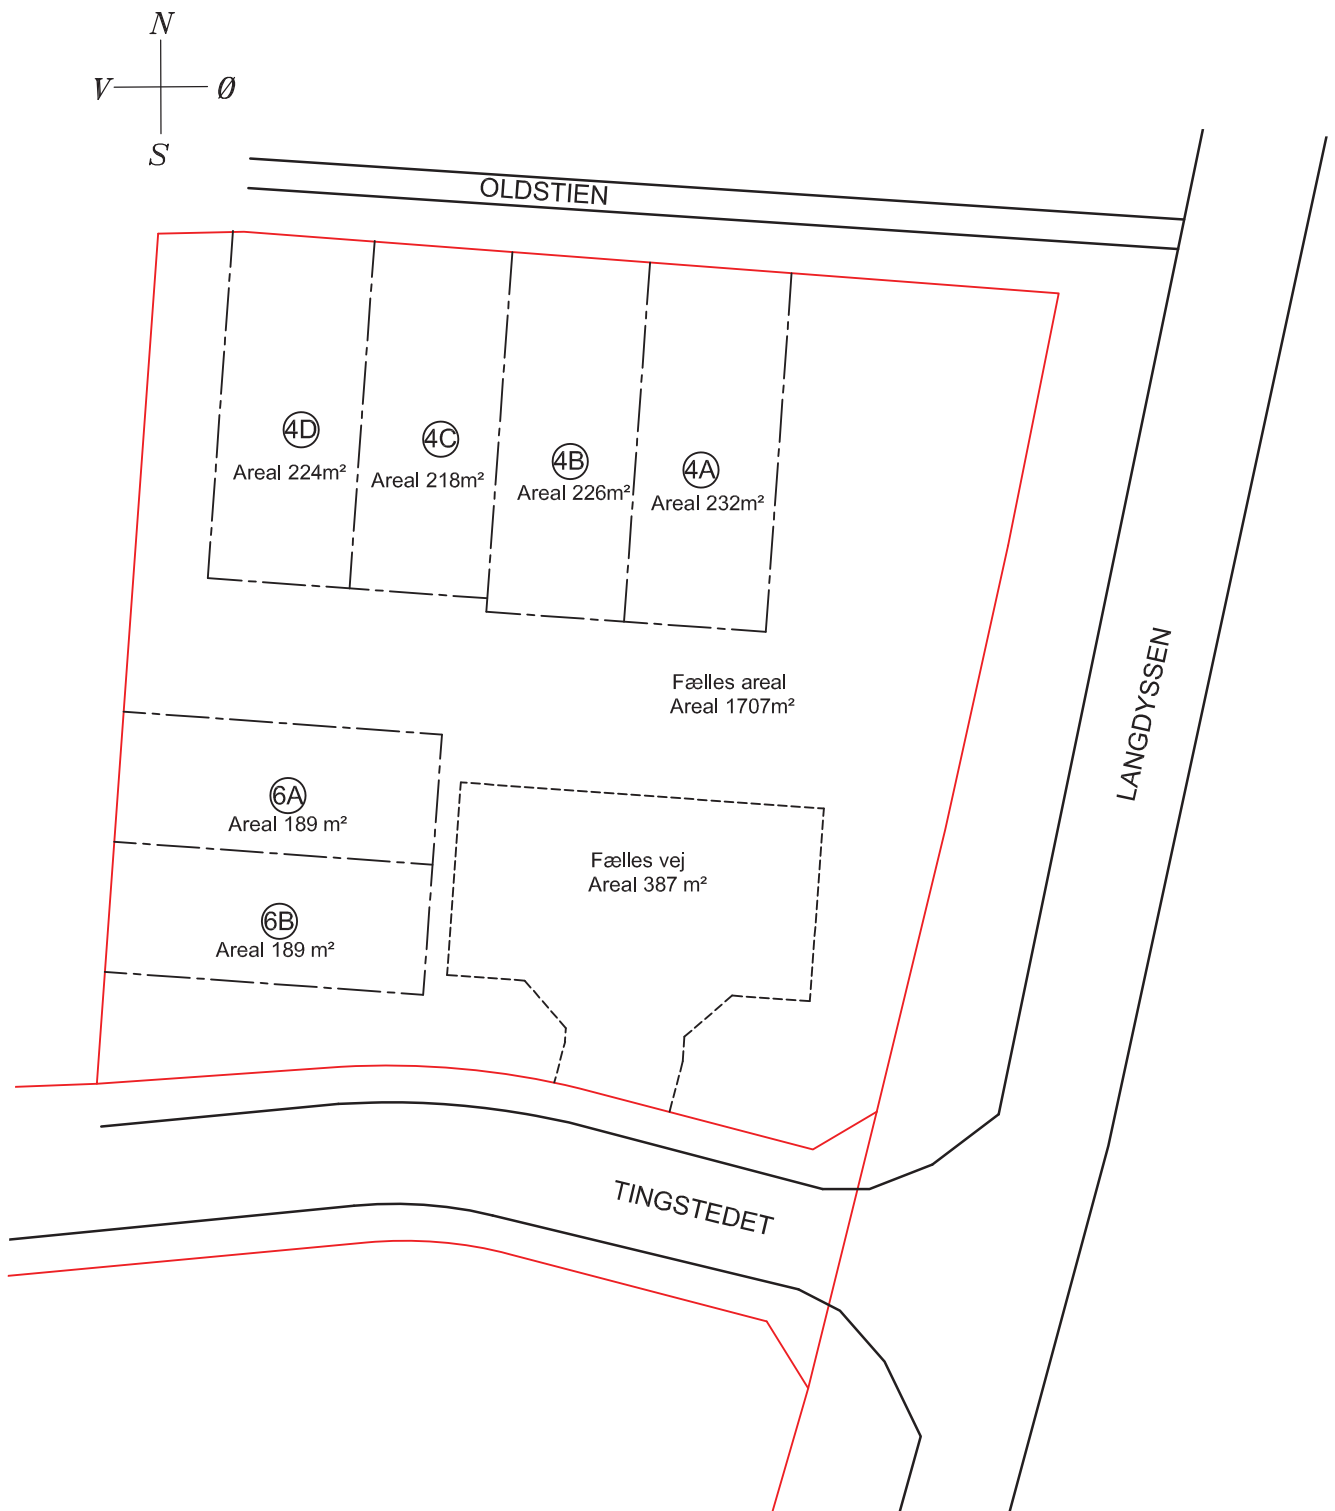 N
V Ø
S
OLDSTIEN
4D
Areal 224m²
4C
Areal 218m²
4B
Areal 226m²
4A
Areal 232m²
Fælles areal
Areal 1707m²
LANGDYSSEN
6A
Areal 189 m²
Fælles vej
Areal 387 m²
6B
Areal 189 m²
TINGSTEDET